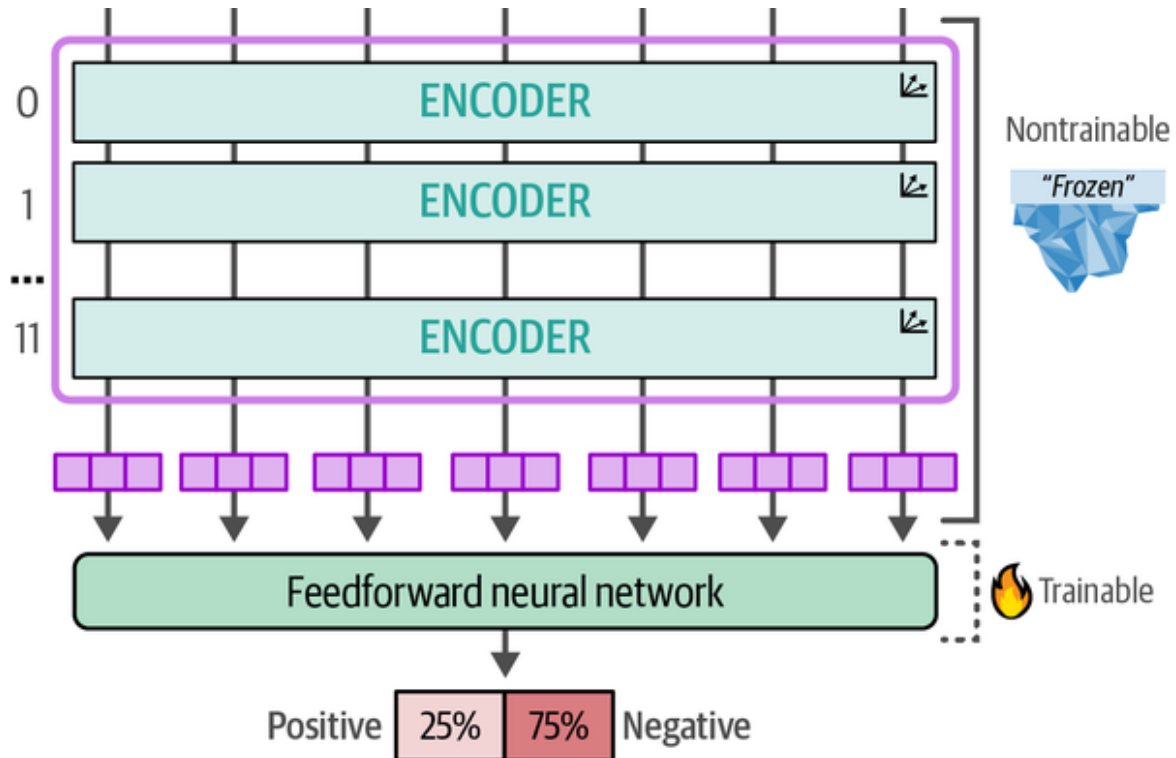 0
ENCODER
Nontrainable
"Frozen"
1
ENCODER
...
11
ENCODER
Feedforward neural network
Trainable
Positive 25% 75% Negative